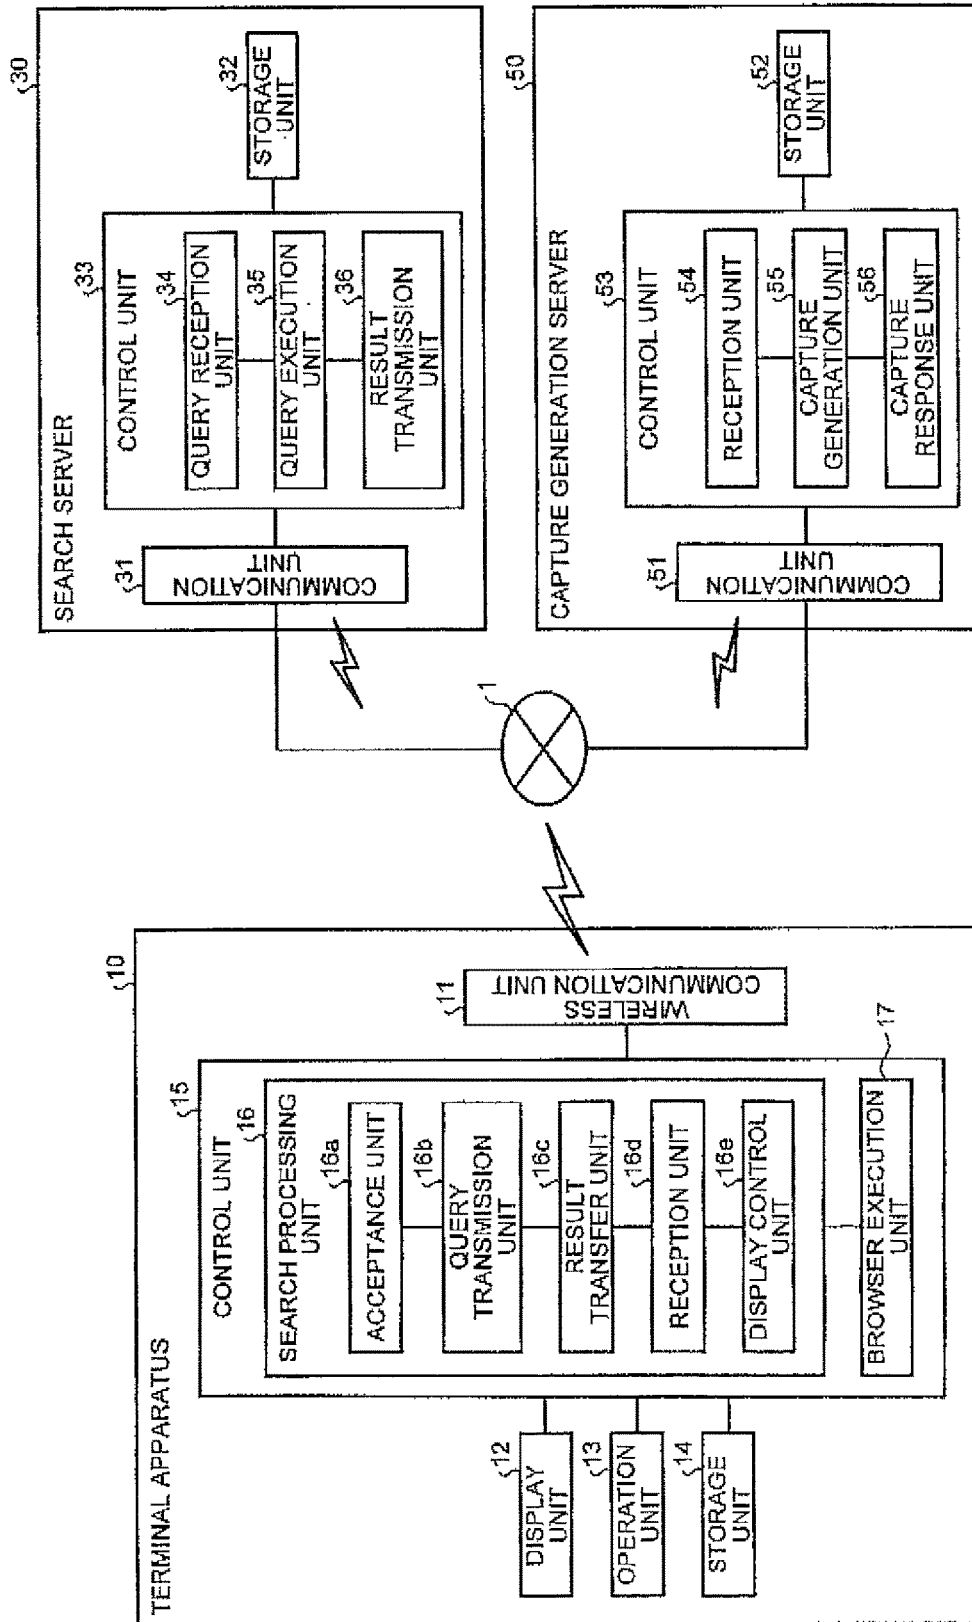 TERMINAL APPARATUS
10
DISPLAY
UNIT
12
OPERATION
UNIT
13
STORAGE
UNIT
14
CONTROL UNIT
15
SEARCH PROCESSING
UNIT
16
ACCEPTANCE UNIT
16a
QUERY
TRANSMISSION
UNIT
16b
RESULT
TRANSFER UNIT
16c
RECEPTION UNIT
16d
DISPLAY CONTROL
UNIT
16e
BROWSER EXECUTION
UNIT
17
WIRELESS
COMMUNICATION UNIT
11
1
SEARCH SERVER
30
COMMUNICATION
UNIT
31
CONTROL UNIT
33
QUERY RECEPTION
UNIT
34
QUERY EXECUTION
UNIT
35
RESULT
TRANSMISSION
UNIT
36
STORAGE
UNIT
32
CAPTURE GENERATION SERVER
50
COMMUNICATION
UNIT
51
CONTROL UNIT
53
RECEPTION UNIT
54
CAPTURE
GENERATION UNIT
55
CAPTURE
RESPONSE UNIT
56
STORAGE
UNIT
52